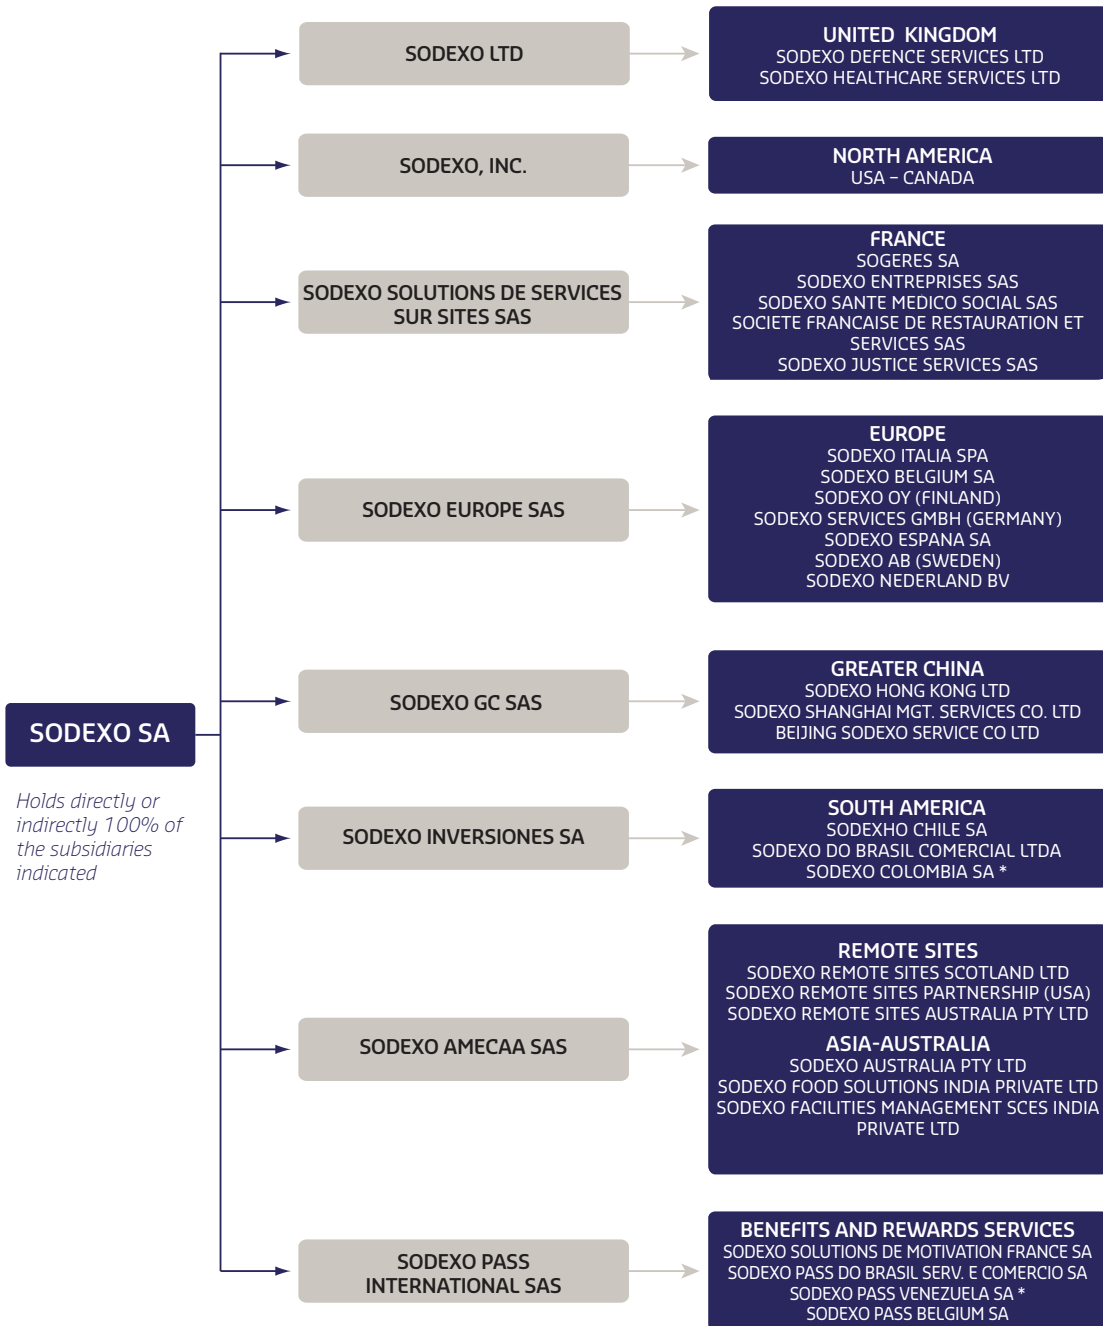 SODEXO LTD
UNITED KINGDOM
SODEXO DEFENCE SERVICES LTD
SODEXO HEALTHCARE SERVICES LTD
SODEXO, INC.
NORTH AMERICA
USA – CANADA
SODEXO SOLUTIONS DE SERVICES
SUR SITES SAS
FRANCE
SOGERES SA
SODEXO ENTREPRISES SAS
SODEXO SANTE MEDICO SOCIAL SAS
SOCIETE FRANCAISE DE RESTAURATION ET
SERVICES SAS
SODEXO JUSTICE SERVICES SAS
SODEXO EUROPE SAS
EUROPE
SODEXO ITALIA SPA
SODEXO BELGIUM SA
SODEXO OY (FINLAND)
SODEXO SERVICES GMBH (GERMANY)
SODEXO ESPANA SA
SODEXO AB (SWEDEN)
SODEXO NEDERLAND BV
SODEXO GC SAS
GREATER CHINA
SODEXO HONG KONG LTD
SODEXO SHANGHAI MGT. SERVICES CO. LTD
BEIJING SODEXO SERVICE CO LTD
SODEXO SA
Holds directly or
indirectly 100% of
the subsidiaries
indicated
SODEXO INVERSIONES SA
SOUTH AMERICA
SODEXHO CHILE SA
SODEXO DO BRASIL COMERCIAL LTDA
SODEXO COLOMBIA SA *
SODEXO AMECAA SAS
REMOTE SITES
SODEXO REMOTE SITES SCOTLAND LTD
SODEXO REMOTE SITES PARTNERSHIP (USA)
SODEXO REMOTE SITES AUSTRALIA PTY LTD
ASIA-AUSTRALIA
SODEXO AUSTRALIA PTY LTD
SODEXO FOOD SOLUTIONS INDIA PRIVATE LTD
SODEXO FACILITIES MANAGEMENT SCES INDIA
PRIVATE LTD
SODEXO PASS
INTERNATIONAL SAS
BENEFITS AND REWARDS SERVICES
SODEXO SOLUTIONS DE MOTIVATION FRANCE SA
SODEXO PASS DO BRASIL SERV. E COMERCIO SA
SODEXO PASS VENEZUELA SA *
SODEXO PASS BELGIUM SA